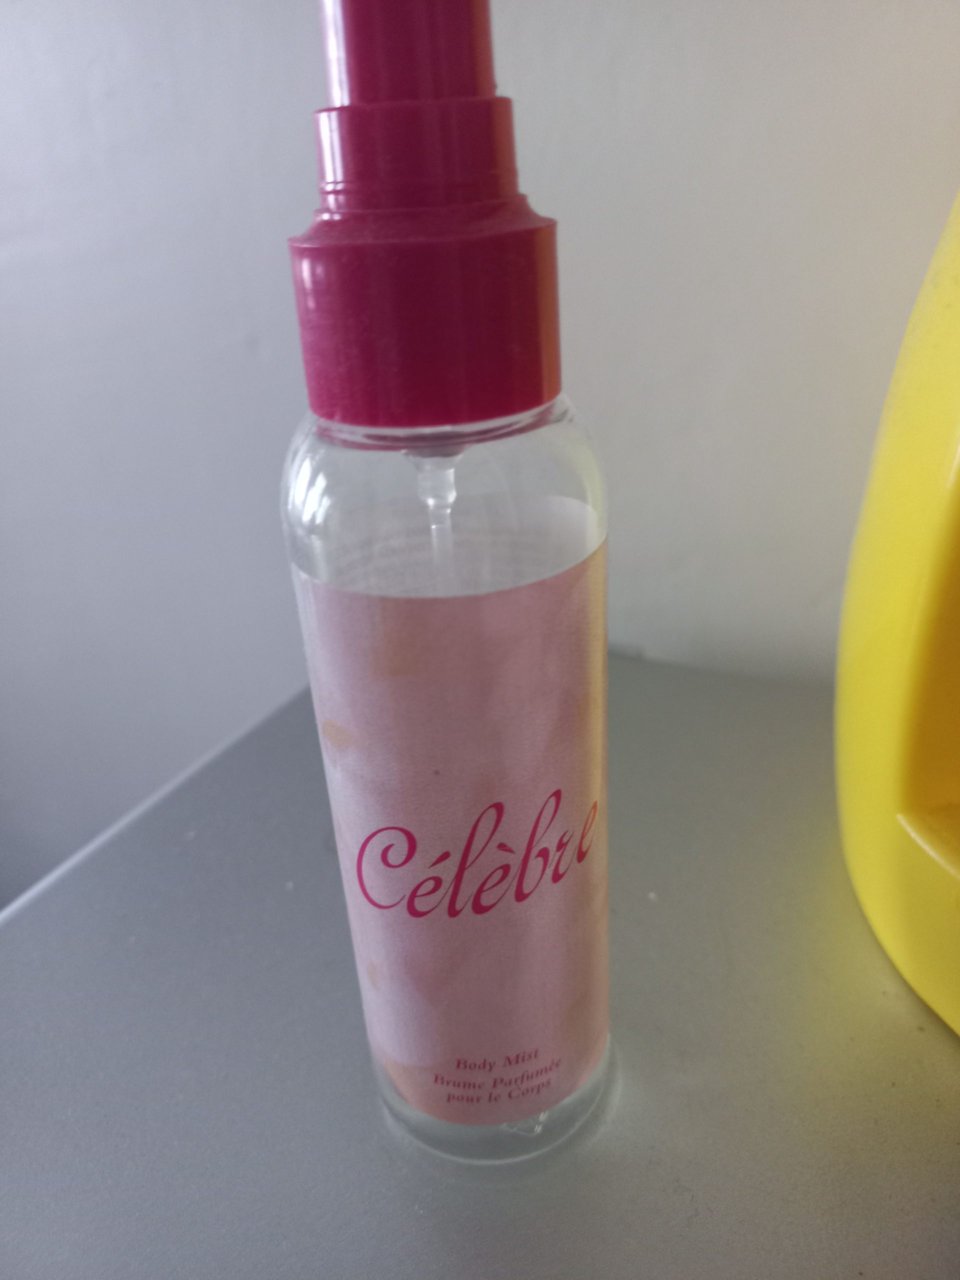 Célèbre
Body Mist
Brume Parfumée
pour le Corps